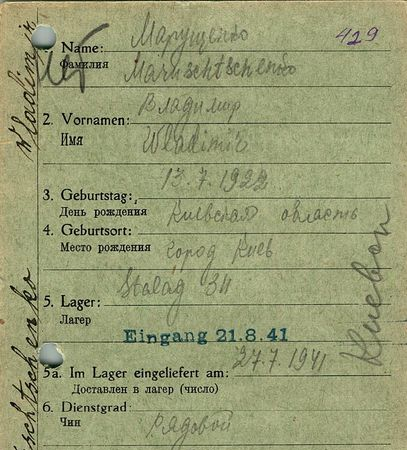 Марущенко
429
1. Name:
Фамилия
Maruschtschenko
Владимир
2. Vornamen:
Имя
Wladimir
13.7.1922
3. Geburtstag:
День рождения
Киевская область
4. Geburtsort:
Место рождения
город Киев
Stalag 34
5. Lager:
Лагерь
Eingang 21.8.41
27.7.1941
5a. Im Lager eingeliefert am:
Доставлен в лагерь (число)
6. Dienstgrad:
Чин
Рядовой
Wladimir